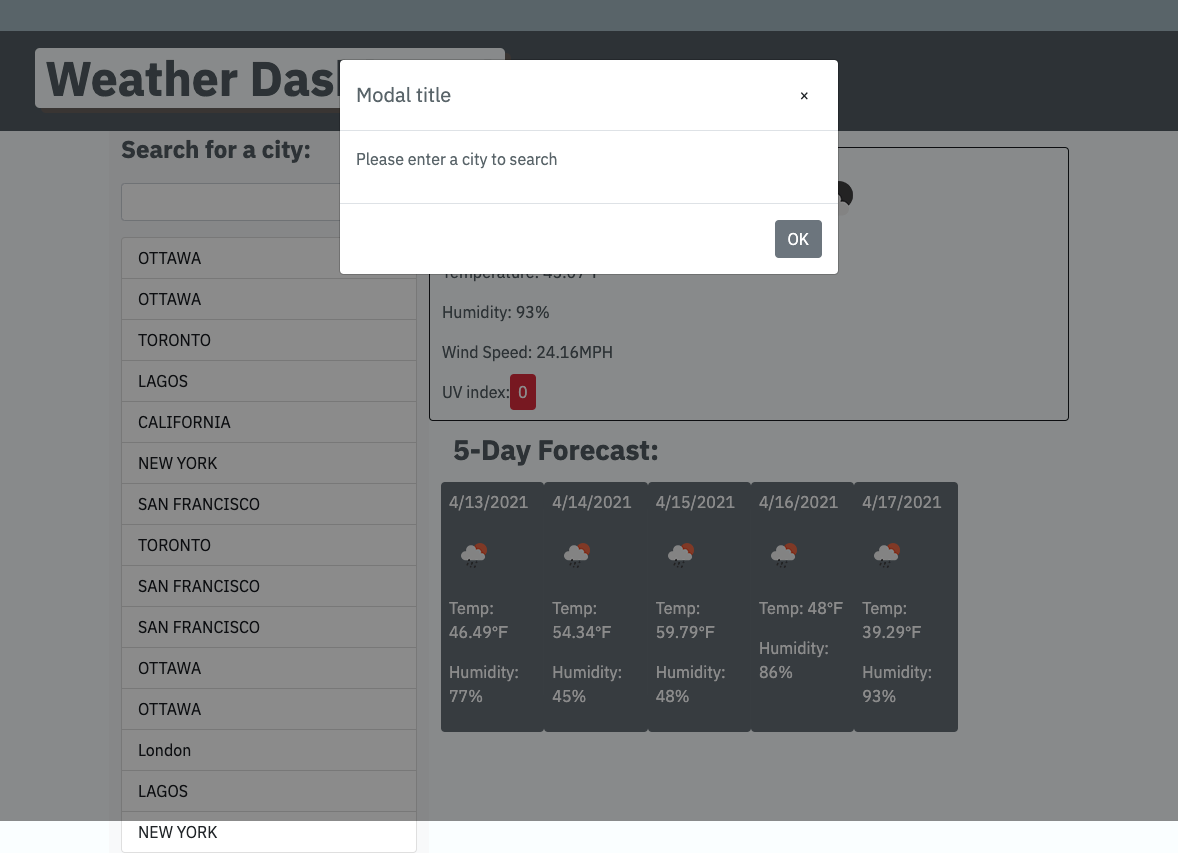 Weather Das
Modal title
×
Please enter a city to search
OK
Search for a city:
OTTAWA
OTTAWA
TORONTO
LAGOS
CALIFORNIA
NEW YORK
SAN FRANCISCO
TORONTO
SAN FRANCISCO
SAN FRANCISCO
OTTAWA
OTTAWA
London
LAGOS
NEW YORK
Humidity: 93%
Wind Speed: 24.16MPH
UV index: 0
5-Day Forecast:
4/13/2021
Temp:
46.49°F
Humidity:
77%
4/14/2021
Temp:
54.34°F
Humidity:
45%
4/15/2021
Temp:
59.79°F
Humidity:
48%
4/16/2021
Temp: 48°F
Humidity:
86%
4/17/2021
Temp:
39.29°F
Humidity:
93%